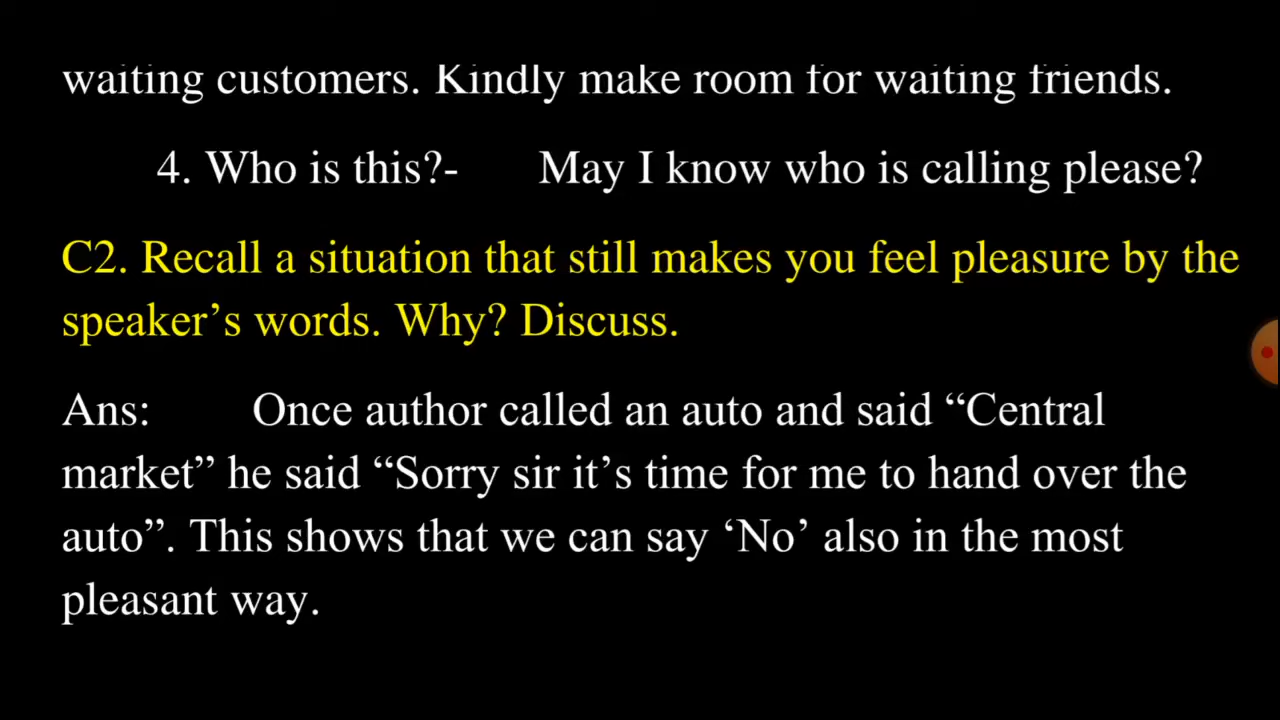 waiting customers. Kindly make room for waiting friends.
4. Who is this?- May I know who is calling please?
C2. Recall a situation that still makes you feel pleasure by the
speaker’s words. Why? Discuss.
Ans: Once author called an auto and said “Central
market” he said “Sorry sir it’s time for me to hand over the
auto”. This shows that we can say ‘No’ also in the most
pleasant way.